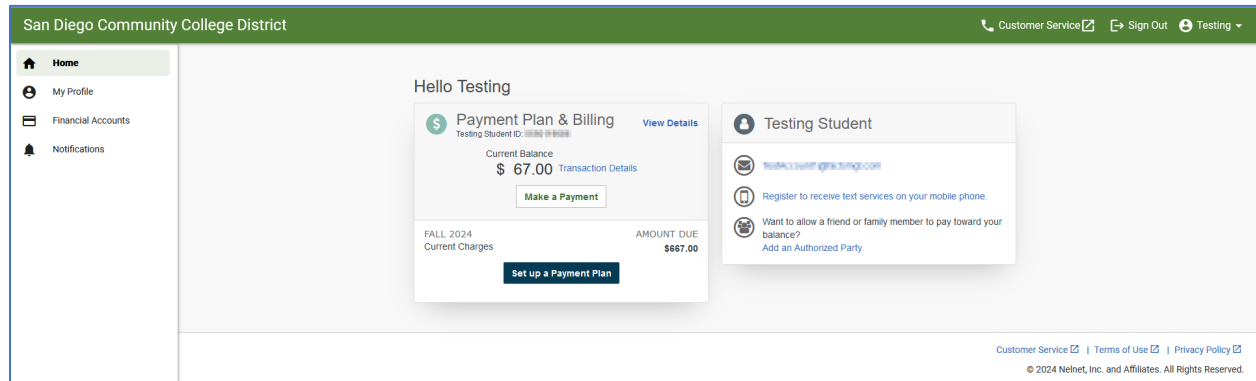 San Diego Community College District
Customer Service
Sign Out
Testing
Home
My Profile
Financial Accounts
Notifications
Hello Testing
Payment Plan & Billing
View Details
Testing Student ID:
Current Balance
$ 67.00 Transaction Details
Make a Payment
FALL 2024 AMOUNT DUE
Current Charges $667.00
Set up a Payment Plan
Testing Student
Register to receive text services on your mobile phone.
Want to allow a friend or family member to pay toward your
balance?
Add an Authorized Party.
Customer Service | Terms of Use | Privacy Policy
© 2024 Nelnet, Inc. and Affiliates. All Rights Reserved.